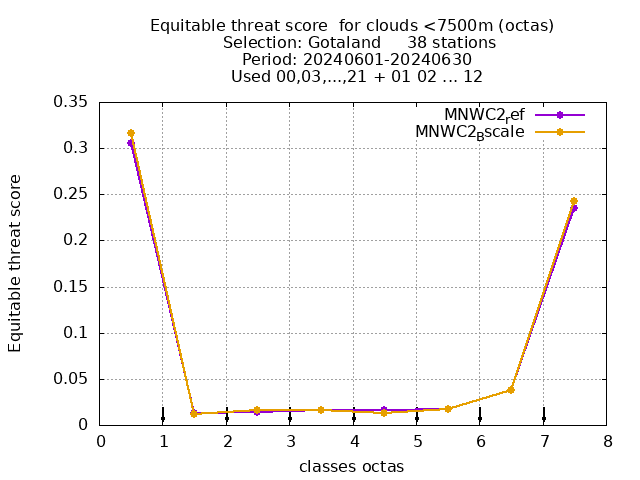 Equitable threat score for clouds <7500m (octas)
Selection: Gotaland 38 stations
Period: 20240601-20240630
Used 00,03,...,21 + 01 02 ... 12
MNWC2_ref
MNWC2_Bscale
0.35
0.3
0.25
0.2
0.15
0.1
0.05
0
Equitable threat score
0 1 2 3 4 5 6 7 8
classes octas